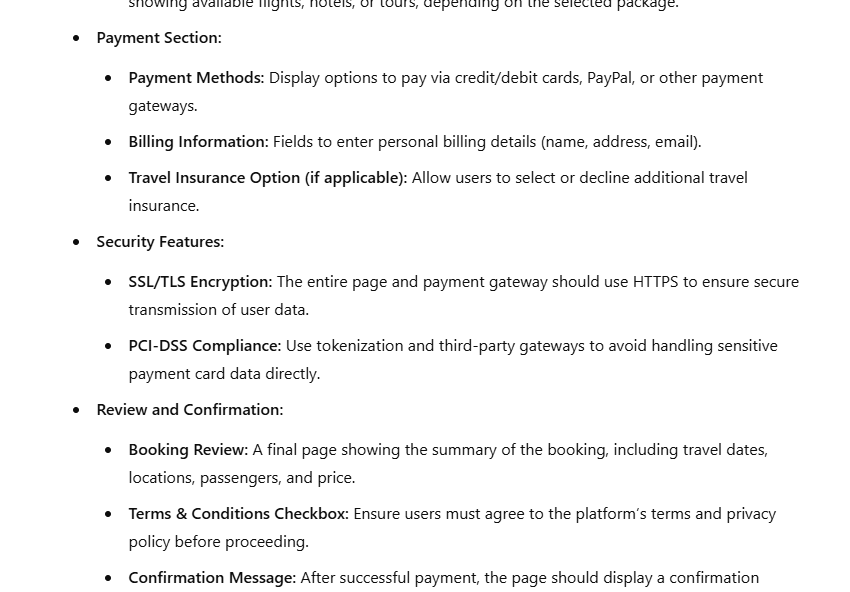 showing available flights, hotels, or tours, depending on the selected package.
• Payment Section:
• Payment Methods: Display options to pay via credit/debit cards, PayPal, or other payment
gateways.
• Billing Information: Fields to enter personal billing details (name, address, email).
• Travel Insurance Option (if applicable): Allow users to select or decline additional travel
insurance.
• Security Features:
• SSL/TLS Encryption: The entire page and payment gateway should use HTTPS to ensure secure
transmission of user data.
• PCI-DSS Compliance: Use tokenization and third-party gateways to avoid handling sensitive
payment card data directly.
• Review and Confirmation:
• Booking Review: A final page showing the summary of the booking, including travel dates,
locations, passengers, and price.
• Terms & Conditions Checkbox: Ensure users must agree to the platform’s terms and privacy
policy before proceeding.
• Confirmation Message: After successful payment, the page should display a confirmation